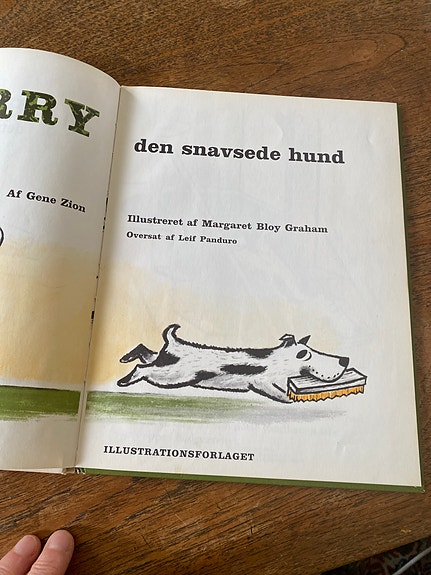 RRY
den snavsede hund
Af Gene Zion
Illustreret af Margaret Bloy Graham
Oversat af Leif Panduro
ILLUSTRATIONSFORLAGET